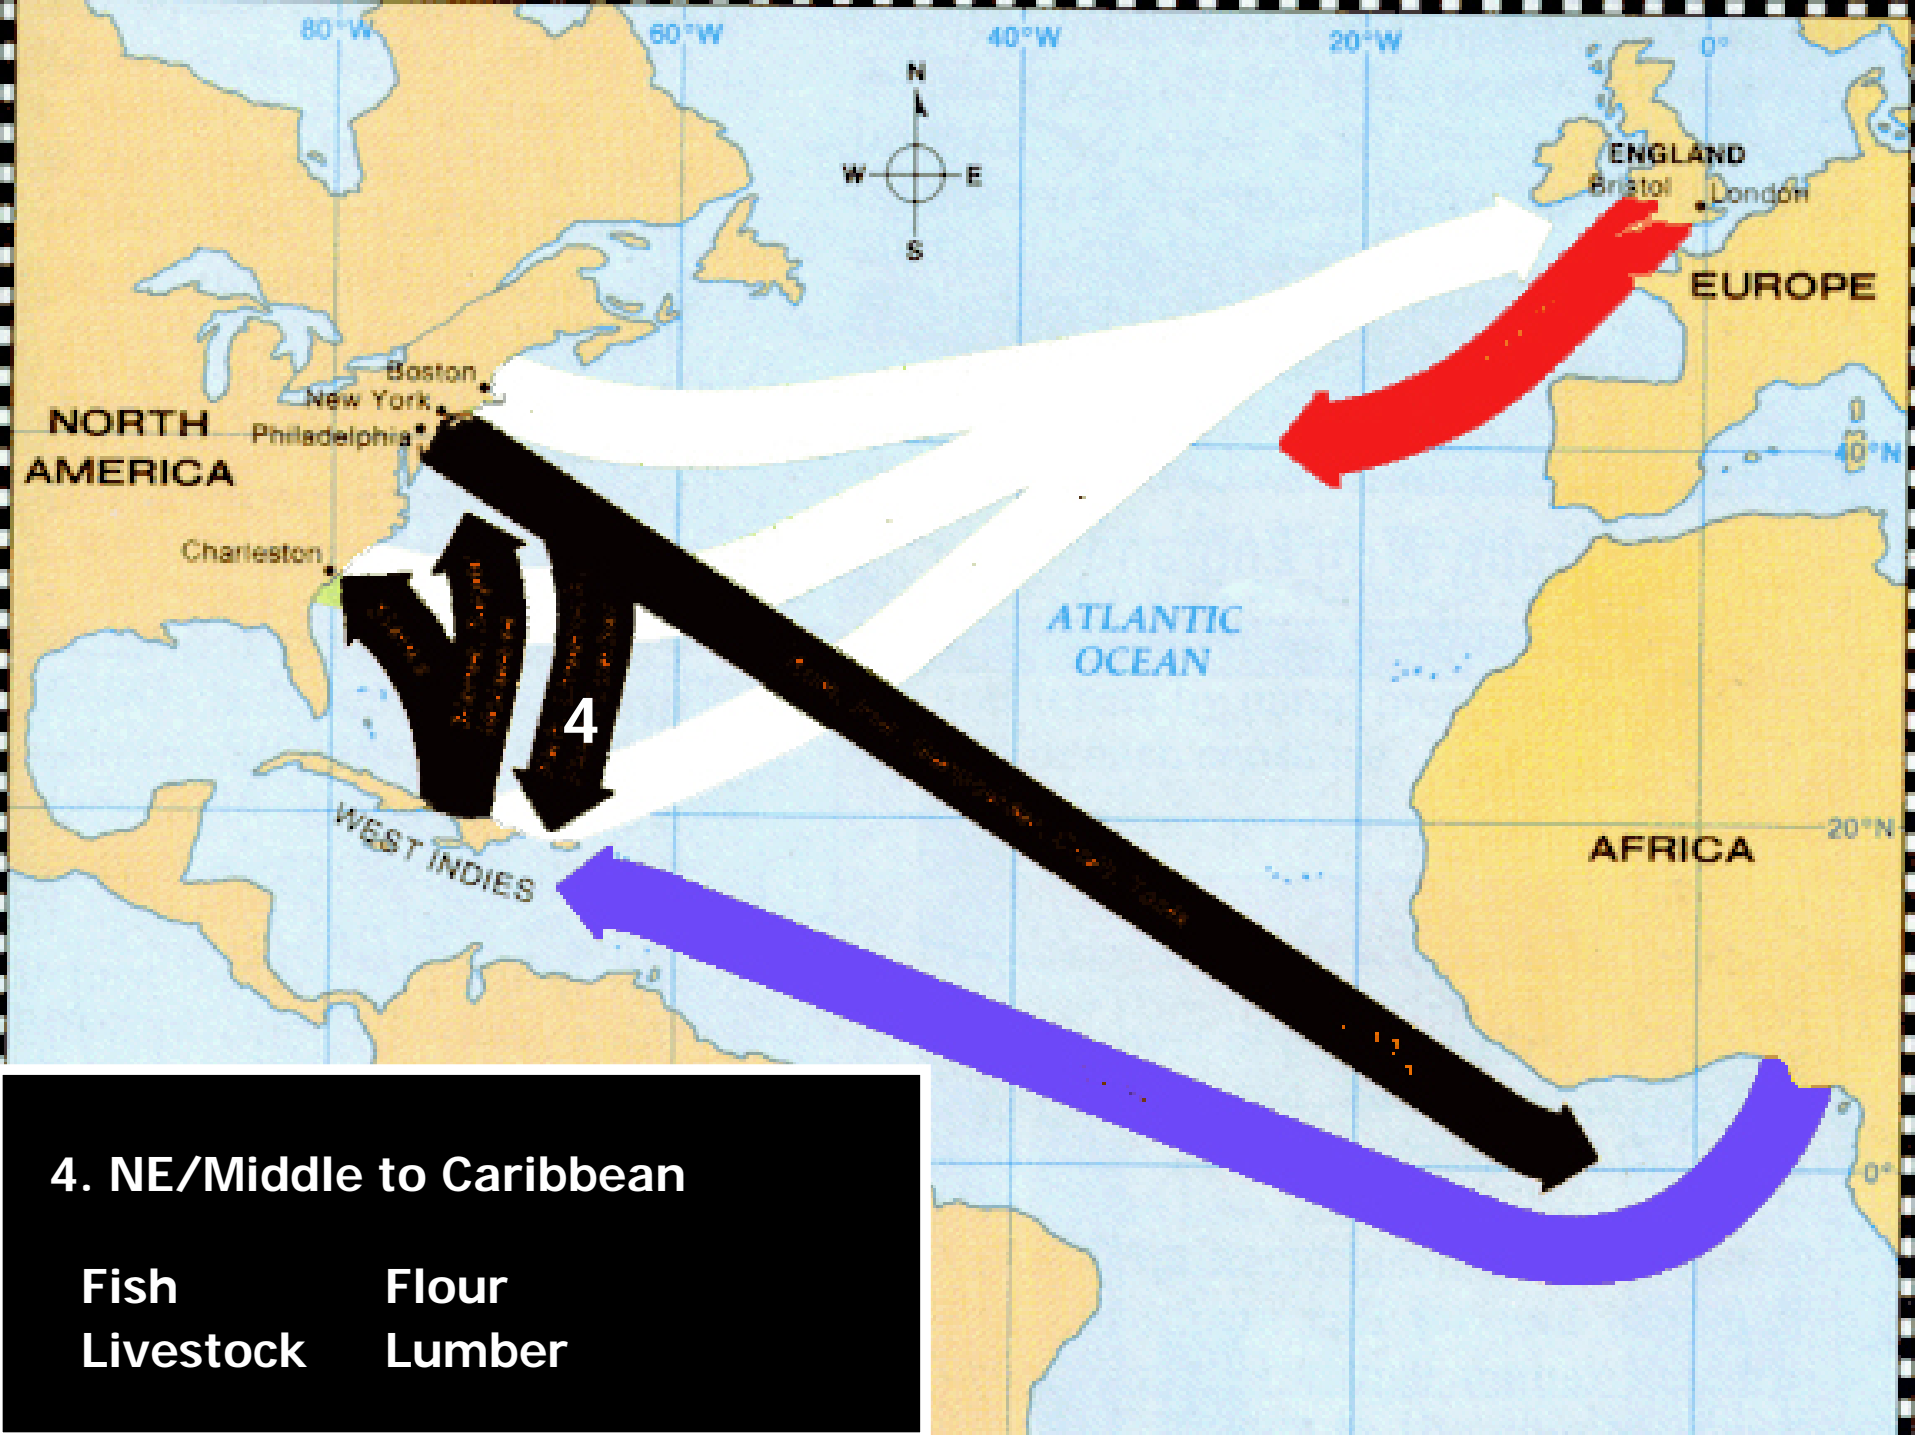 80°W
60°W
40°W
20°W
0°
N
W E
S
ENGLAND
Bristol
London
EUROPE
Boston
New York
Philadelphia
NORTH
AMERICA
40°N
Charleston
ATLANTIC
OCEAN
4
WEST INDIES
20°N
AFRICA
0°
4. NE/Middle to Caribbean
Fish Flour
Livestock Lumber